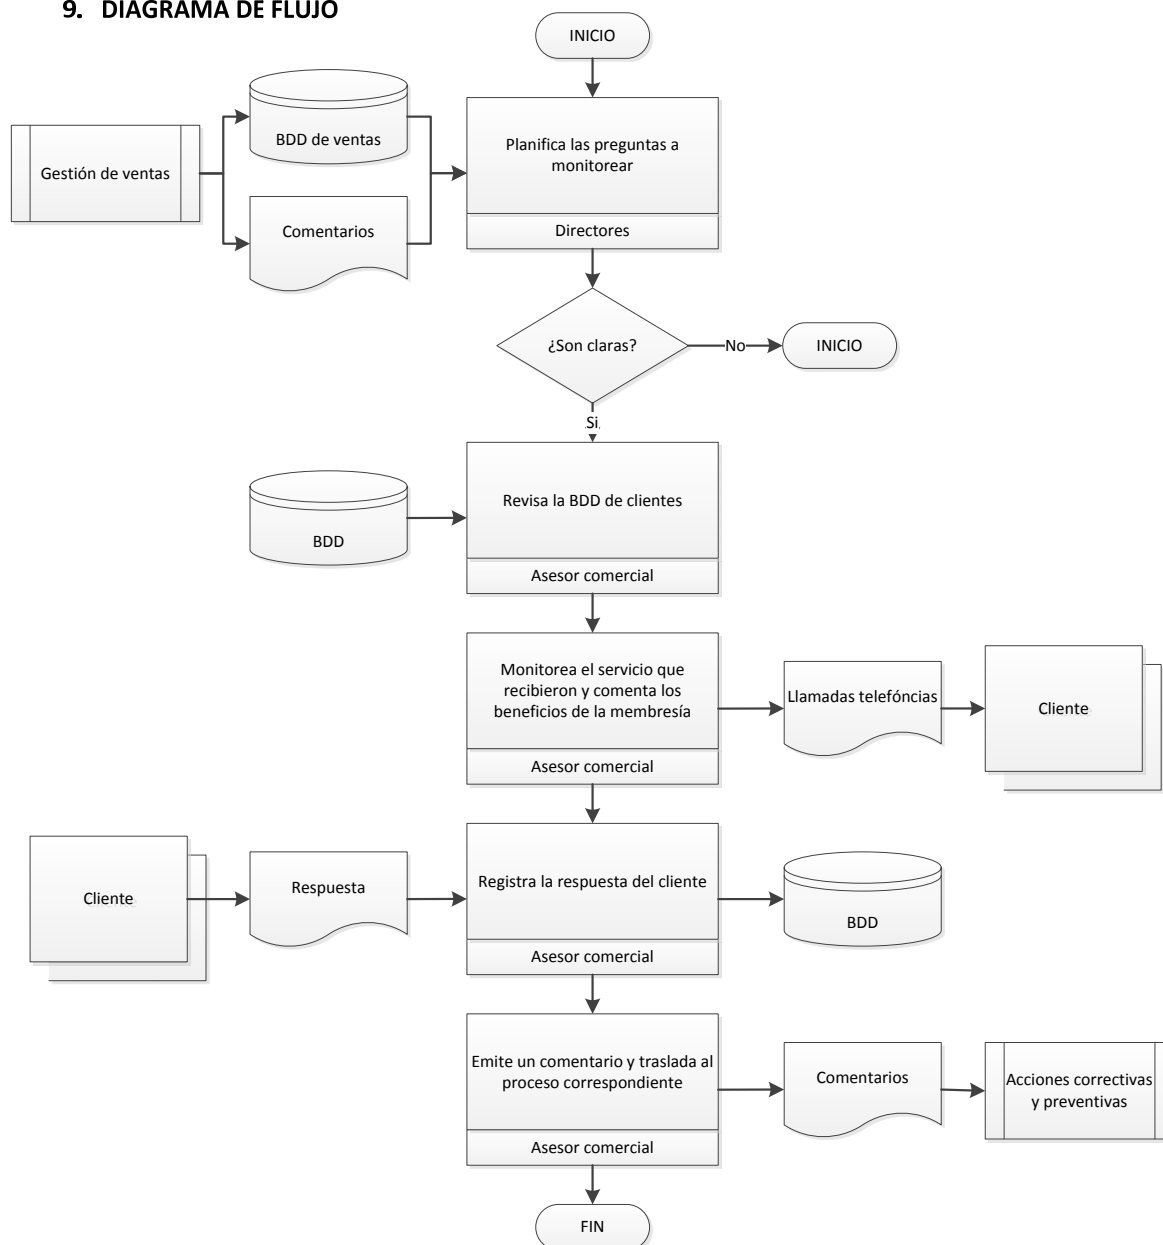 9. DIAGRAMA DE FLUJO
INICIO
BDD de ventas
Planifica las preguntas a
monitorear
Gestión de ventas
Comentarios
Directores
¿Son claras?
No
INICIO
Si
Revisa la BDD de clientes
BDD
Asesor comercial
Monitorea el servicio que
recibieron y comenta los
beneficios de la membresía
Llamadas telefóncias
Cliente
Asesor comercial
Cliente
Respuesta
Registra la respuesta del cliente
BDD
Asesor comercial
Emite un comentario y traslada al
proceso correspondiente
Comentarios
Acciones correctivas
y preventivas
Asesor comercial
FIN